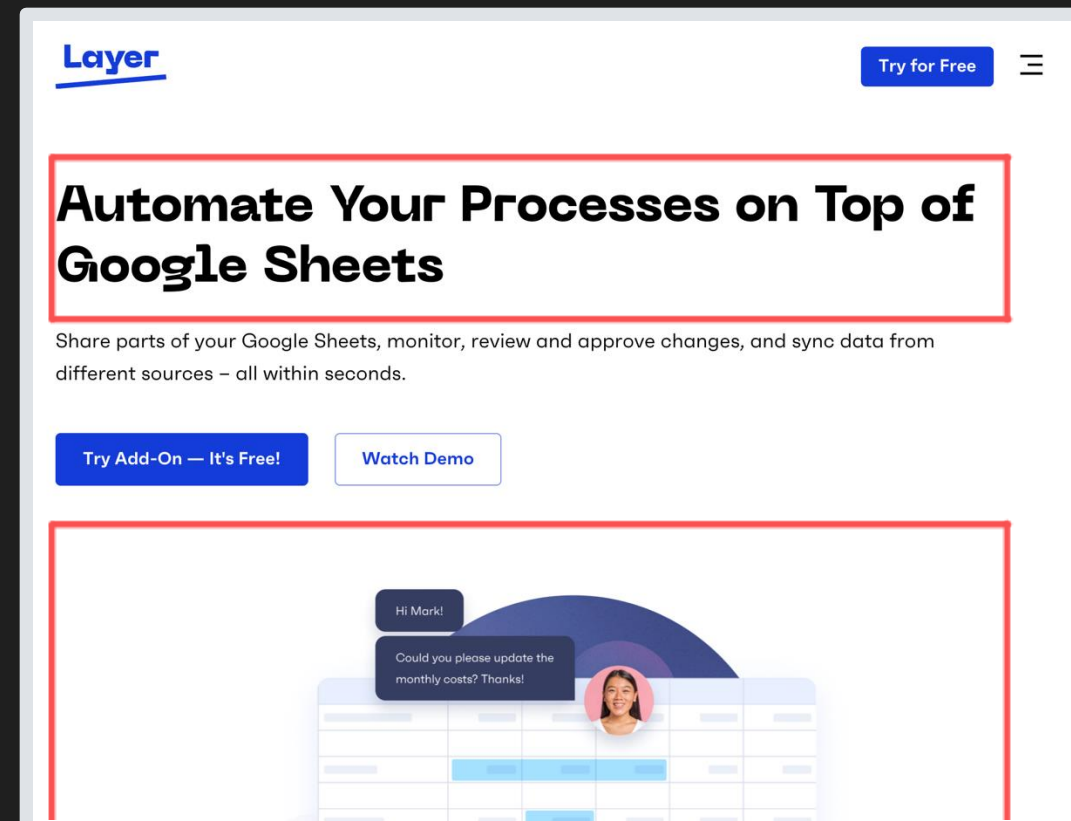 Layer
Try for Free
Automate Your Processes on Top of
Google Sheets
Share parts of your Google Sheets, monitor, review and approve changes, and sync data from
different sources – all within seconds.
Try Add-On — It's Free!
Watch Demo
Hi Mark!
Could you please update the
monthly costs? Thanks!